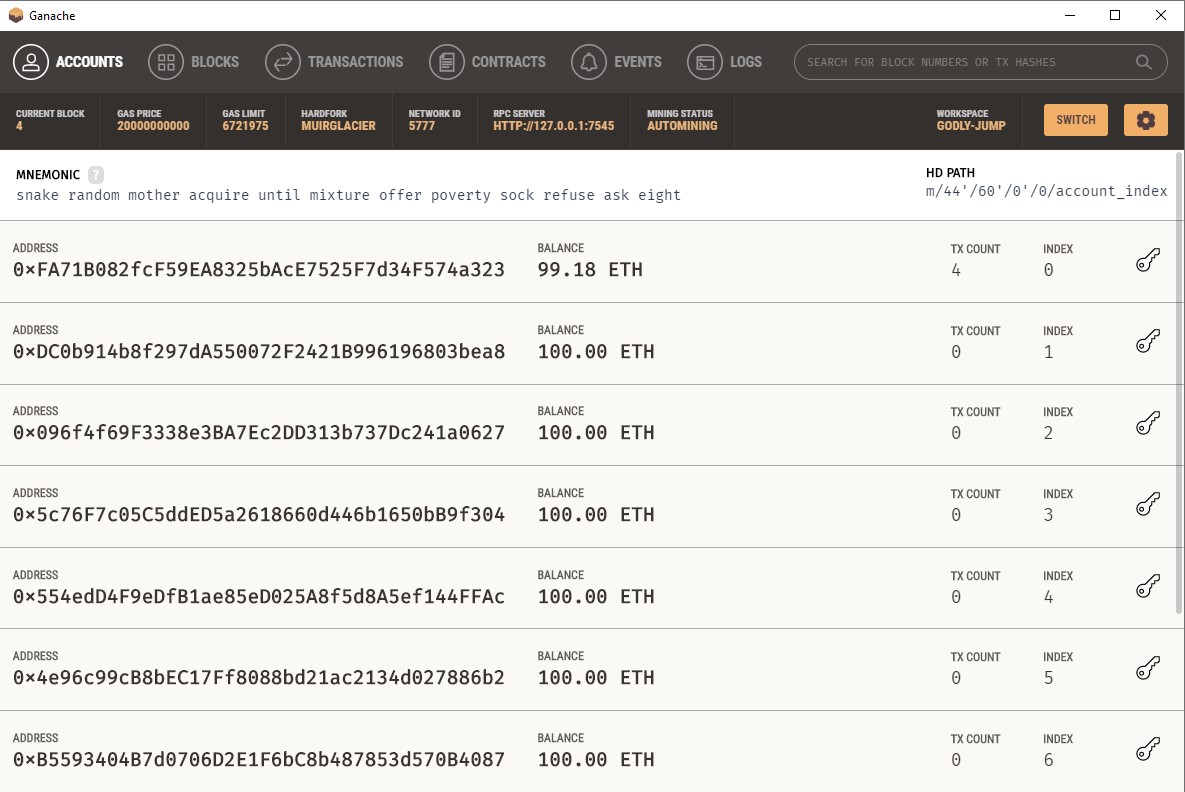 Ganache
ACCOUNTS BLOCKS TRANSACTIONS CONTRACTS EVENTS LOGS SEARCH FOR BLOCK NUMBERS OR TX HASHES
CURRENT BLOCK GAS PRICE GAS LIMIT HARDFORK NETWORK ID RPC SERVER MINING STATUS WORKSPACE
4 20000000000 6721975 MUIRGLACIER 5777 HTTP://127.0.0.1:7545 AUTOMINING GODLY-JUMP SWITCH
MNEMONIC ? HD PATH
snake random mother acquire until mixture offer poverty sock refuse ask eight m/44'/60'/0'/0/account_index
ADDRESS BALANCE TX COUNT INDEX
0×FA71B082fcF59EA8325bAcE7525F7d34F574a323 99.18 ETH 4 0
ADDRESS BALANCE TX COUNT INDEX
0×DC0b914b8f297dA550072F2421B996196803bea8 100.00 ETH 0 1
ADDRESS BALANCE TX COUNT INDEX
0×096f4f69F3338e3BA7Ec2DD313b737Dc241a0627 100.00 ETH 0 2
ADDRESS BALANCE TX COUNT INDEX
0×5c76F7c05C5ddED5a2618660d446b1650bB9f304 100.00 ETH 0 3
ADDRESS BALANCE TX COUNT INDEX
0×554edD4F9eDfB1ae85eD025A8f5d8A5ef144FFAc 100.00 ETH 0 4
ADDRESS BALANCE TX COUNT INDEX
0×4e96c99cB8bEC17Ff8088bd21ac2134d027886b2 100.00 ETH 0 5
ADDRESS BALANCE TX COUNT INDEX
0×B5593404B7d0706D2E1F6bC8b487853d570B4087 100.00 ETH 0 6